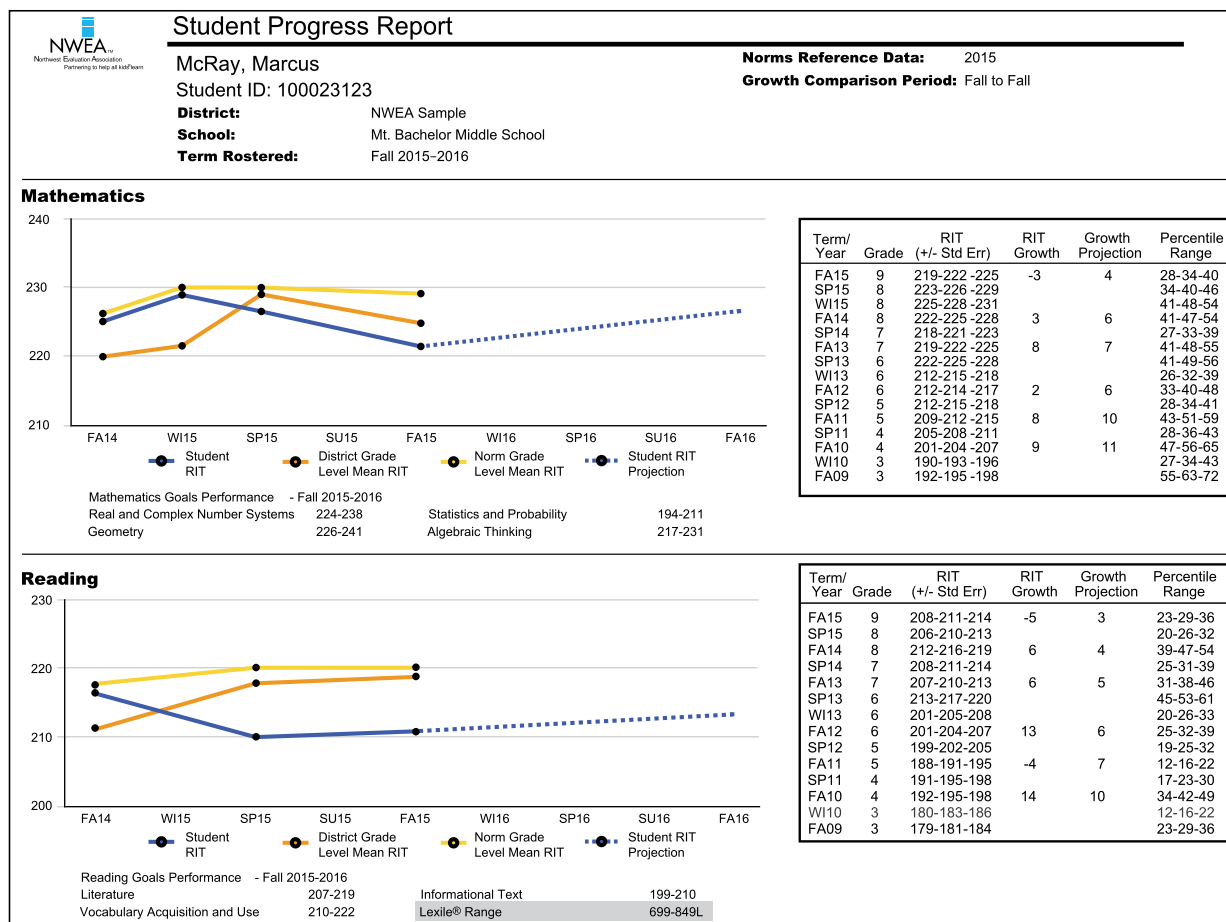 Student Progress Report
NWEA™
Northwest Evaluation Association
Partnering to help all kids learn
McRay, Marcus
Student ID: 100023123
District: NWEA Sample
School: Mt. Bachelor Middle School
Term Rostered: Fall 2015–2016
Norms Reference Data: 2015
Growth Comparison Period: Fall to Fall
Mathematics
240
230
220
210
FA14 WI15 SP15 SU15 FA15 WI16 SP16 SU16 FA16
Student RIT
District Grade Level Mean RIT
Norm Grade Level Mean RIT
Student RIT Projection
Mathematics Goals Performance - Fall 2015-2016
Real and Complex Number Systems 224-238 Statistics and Probability 194-211
Geometry 226-241 Algebraic Thinking 217-231
Term/ Year Grade RIT (+/- Std Err) RIT Growth Growth Projection Percentile Range
FA15 9 219-222 -225 -3 4 28-34-40
SP15 8 223-226 -229 34-40-46
WI15 8 225-228 -231 41-48-54
FA14 8 222-225 -228 3 6 41-47-54
SP14 7 218-221 -223 27-33-39
FA13 7 219-222 -225 8 7 41-48-55
SP13 6 222-225 -228 41-49-56
WI13 6 212-215 -218 26-32-39
FA12 6 212-214 -217 2 6 33-40-48
SP12 5 212-215 -218 28-34-41
FA11 5 209-212 -215 8 10 43-51-59
SP11 4 205-208 -211 28-36-43
FA10 4 201-204 -207 9 11 47-56-65
WI10 3 190-193 -196 27-34-43
FA09 3 192-195 -198 55-63-72
Reading
230
220
210
200
FA14 WI15 SP15 SU15 FA15 WI16 SP16 SU16 FA16
Student RIT
District Grade Level Mean RIT
Norm Grade Level Mean RIT
Student RIT Projection
Reading Goals Performance - Fall 2015-2016
Literature 207-219 Informational Text 199-210
Vocabulary Acquisition and Use 210-222 Lexile® Range 699-849L
Term/ Year Grade RIT (+/- Std Err) RIT Growth Growth Projection Percentile Range
FA15 9 208-211-214 -5 3 23-29-36
SP15 8 206-210-213 20-26-32
FA14 8 212-216-219 6 4 39-47-54
SP14 7 208-211-214 25-31-39
FA13 7 207-210-213 6 5 31-38-46
SP13 6 213-217-220 45-53-61
WI13 6 201-205-208 20-26-33
FA12 6 201-204-207 13 6 25-32-39
SP12 5 199-202-205 19-25-32
FA11 5 188-191-195 -4 7 12-16-22
SP11 4 191-195-198 17-23-30
FA10 4 192-195-198 14 10 34-42-49
WI10 3 180-183-186 12-16-22
FA09 3 179-181-184 23-29-36